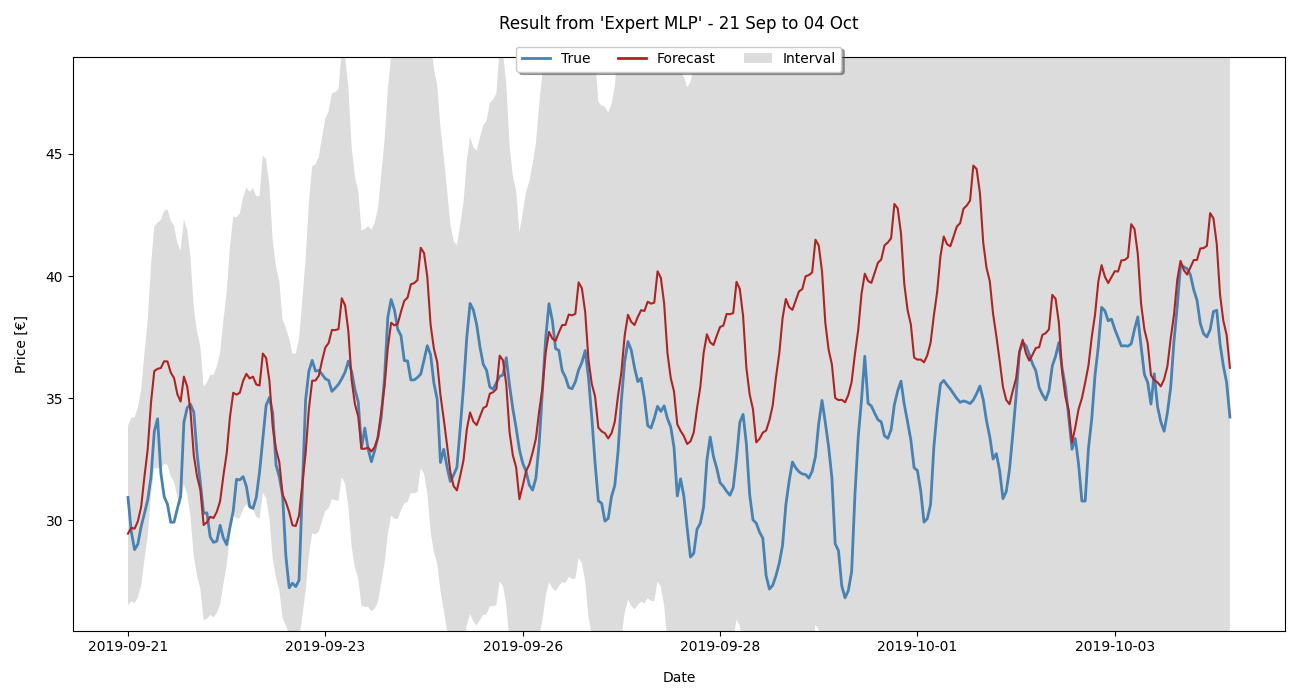 Result from 'Expert MLP' - 21 Sep to 04 Oct
True Forecast Interval
Price [€]
45
40
35
30
2019-09-21 2019-09-23 2019-09-26 2019-09-28 2019-10-01 2019-10-03
Date